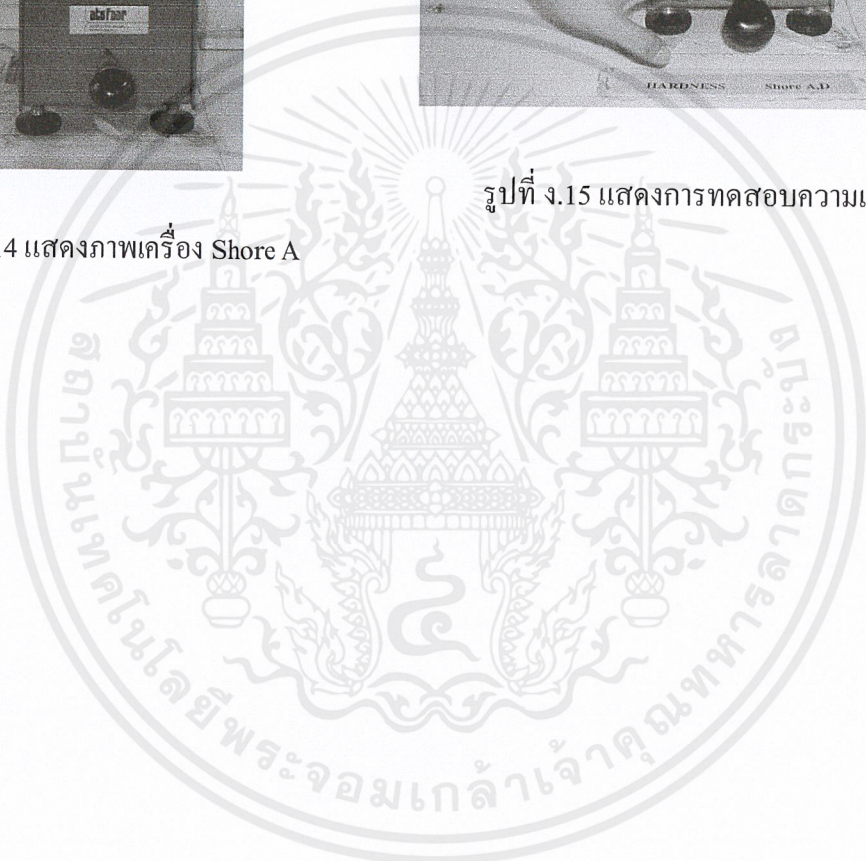 HARDNESS Shore A,D
รูปที่ ง.15 แสดงการทดสอบความเ
4 แสดงภาพเครื่อง Shore A
สถาบันเทคโนโลยีพระจอมเกล้าเจ้าคุณทหารลาดกระบัง